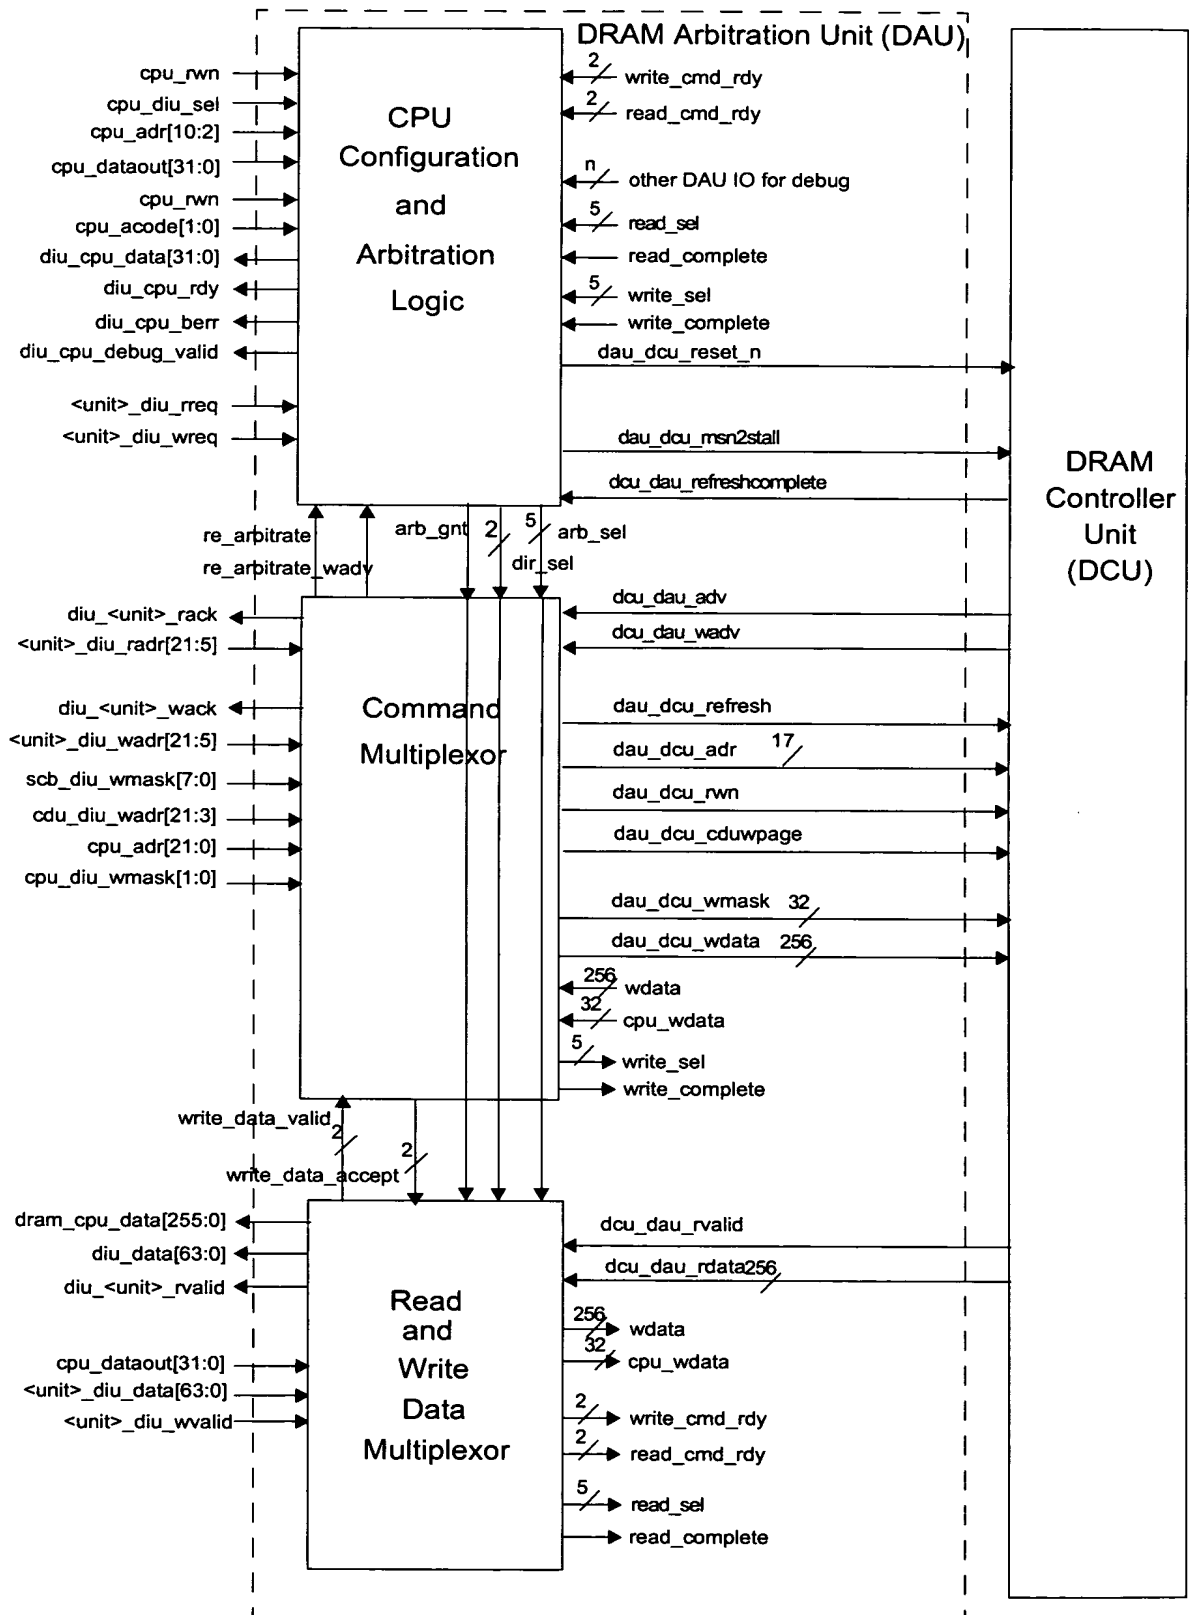 DRAM Arbitration Unit (DAU)
cpu_rwn
cpu_diu_sel
cpu_adr[10:2]
cpu_dataout[31:0]
cpu_rwn
cpu_acode[1:0]
diu_cpu_data[31:0]
diu_cpu_rdy
diu_cpu_berr
diu_cpu_debug_valid
<unit>_diu_rreq
<unit>_diu_wreq
CPU
Configuration
and
Arbitration
Logic
2
write_cmd_rdy
2
read_cmd_rdy
n
other DAU IO for debug
5
read_sel
read_complete
5
write_sel
write_complete
dau_dcu_reset_n
dau_dcu_msn2stall
dcu_dau_refreshcomplete
DRAM
Controller
Unit
(DCU)
re_arbitrate
re_arbitrate_wadv
arb_gnt
2
dir_sel
5
arb_sel
diu_<unit>_rack
<unit>_diu_radr[21:5]
diu_<unit>_wack
<unit>_diu_wadr[21:5]
scb_diu_wmask[7:0]
cdu_diu_wadr[21:3]
cpu_adr[21:0]
cpu_diu_wmask[1:0]
Command
Multiplexor
dcu_dau_adv
dcu_dau_wadv
dau_dcu_refresh
dau_dcu_adr 17
dau_dcu_rwn
dau_dcu_cduwpage
dau_dcu_wmask 32
dau_dcu_wdata 256
256
wdata
32
cpu_wdata
5
write_sel
write_complete
write_data_valid
2
write_data_accept
2
dram_cpu_data[255:0]
diu_data[63:0]
diu_<unit>_rvalid
cpu_dataout[31:0]
<unit>_diu_data[63:0]
<unit>_diu_wvalid
Read
and
Write
Data
Multiplexor
dcu_dau_rvalid
dcu_dau_rdata 256
256
wdata
32
cpu_wdata
2
write_cmd_rdy
2
read_cmd_rdy
5
read_sel
read_complete